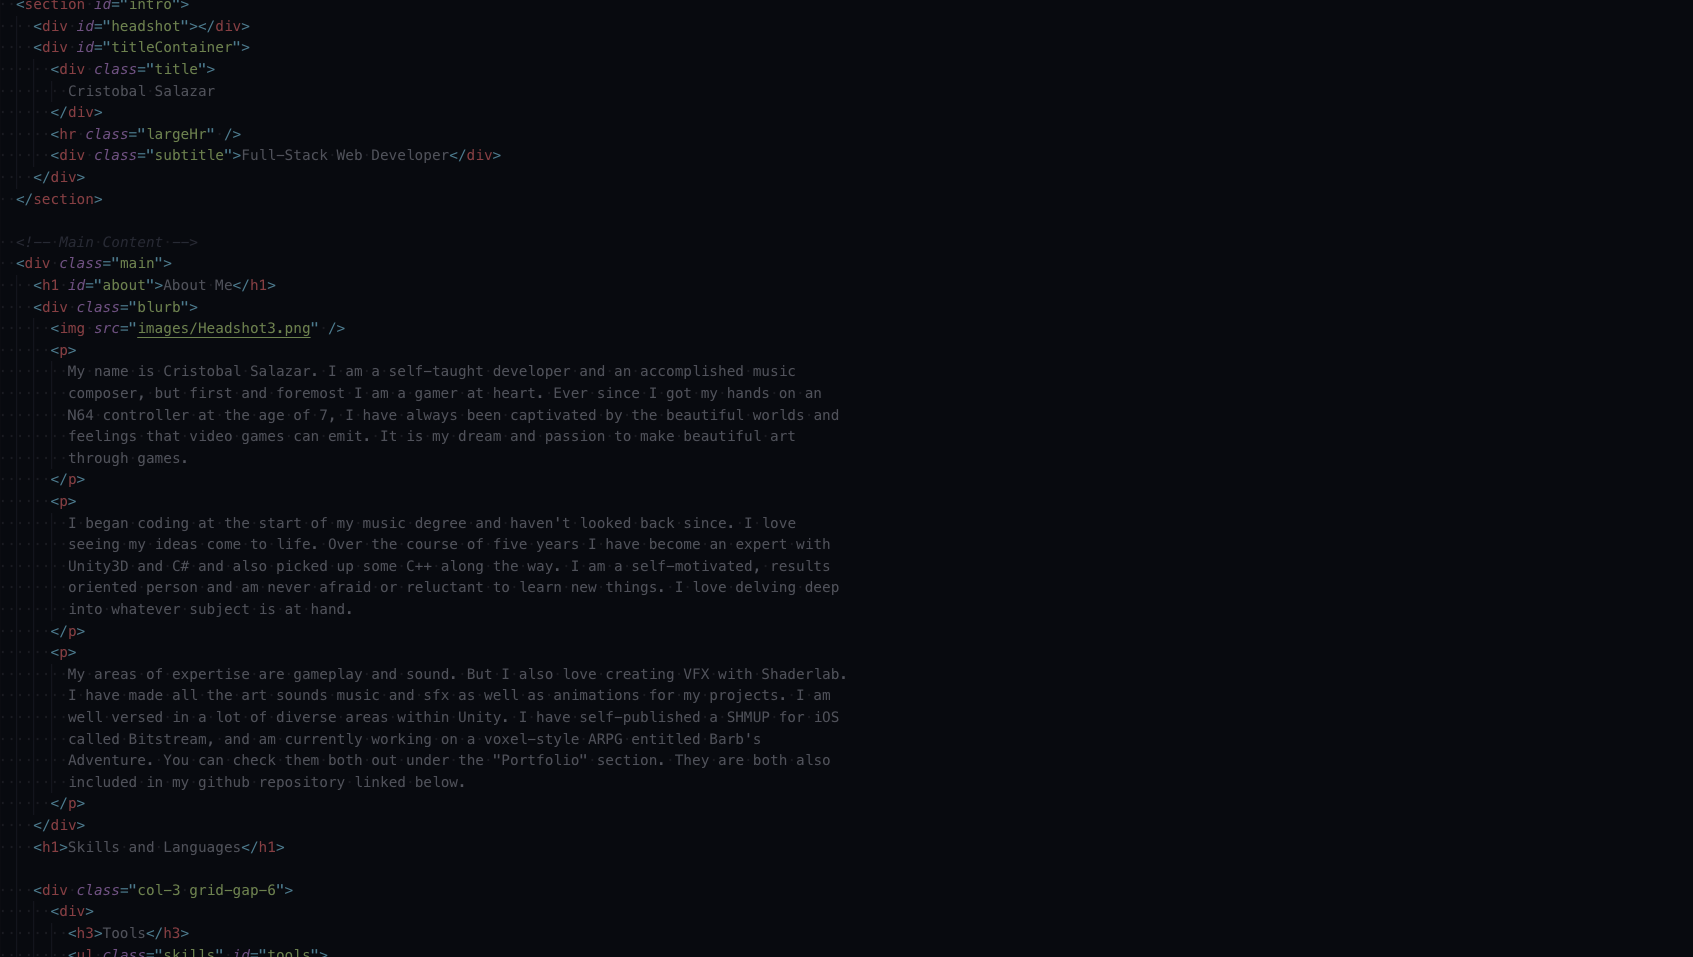 <section id="intro">
<div id="headshot"></div>
<div id="titleContainer">
<div class="title">
Cristobal Salazar
</div>
<hr class="largeHr" />
<div class="subtitle">Full-Stack Web Developer</div>
</div>
</section>
<!-- Main Content -->
<div class="main">
<h1 id="about">About Me</h1>
<div class="blurb">
<img src="images/Headshot3.png" />
<p>
My name is Cristobal Salazar. I am a self-taught developer and an accomplished music
composer, but first and foremost I am a gamer at heart. Ever since I got my hands on an
N64 controller at the age of 7, I have always been captivated by the beautiful worlds and
feelings that video games can emit. It is my dream and passion to make beautiful art
through games.
</p>
<p>
I began coding at the start of my music degree and haven't looked back since. I love
seeing my ideas come to life. Over the course of five years I have become an expert with
Unity3D and C# and also picked up some C++ along the way. I am a self-motivated, results
oriented person and am never afraid or reluctant to learn new things. I love delving deep
into whatever subject is at hand.
</p>
<p>
My areas of expertise are gameplay and sound. But I also love creating VFX with Shaderlab.
I have made all the art sounds music and sfx as well as animations for my projects. I am
well versed in a lot of diverse areas within Unity. I have self-published a SHMUP for iOS
called Bitstream, and am currently working on a voxel-style ARPG entitled Barb's
Adventure. You can check them both out under the "Portfolio" section. They are both also
included in my github repository linked below.
</p>
</div>
<h1>Skills and Languages</h1>
<div class="col-3 grid-gap-6">
<div>
<h3>Tools</h3>
<ul class="skills" id="tools">